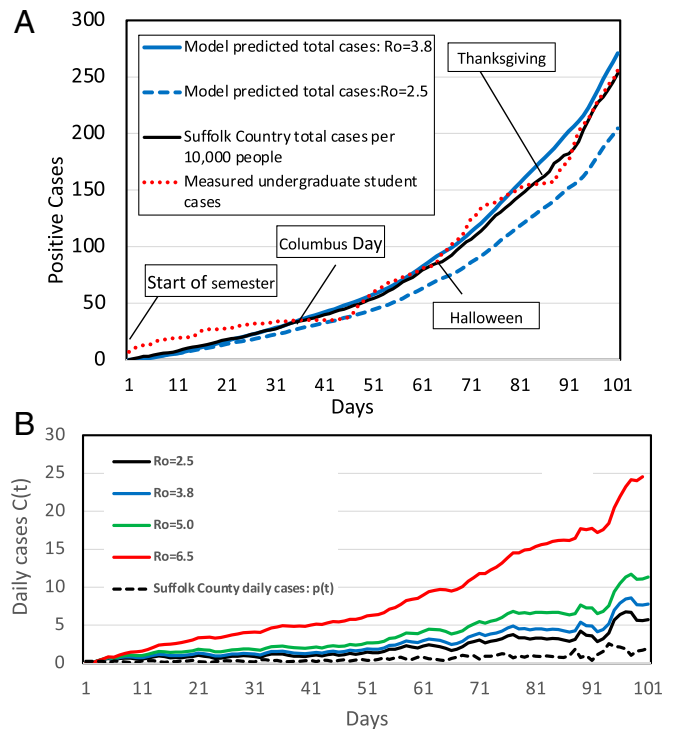 A
300
250
200
150
100
50
0
Positive Cases
Model predicted total cases: Ro=3.8
Model predicted total cases:Ro=2.5
Suffolk Country total cases per
10,000 people
Measured undergraduate student
cases
Thanksgiving
Columbus Day
Start of semester
Halloween
1 11 21 31 41 51 61 71 81 91 101
Days
B
30
25
20
15
10
5
0
Daily cases C(t)
Ro=2.5
Ro=3.8
Ro=5.0
Ro=6.5
Suffolk County daily cases: p(t)
1 11 21 31 41 51 61 71 81 91 101
Days